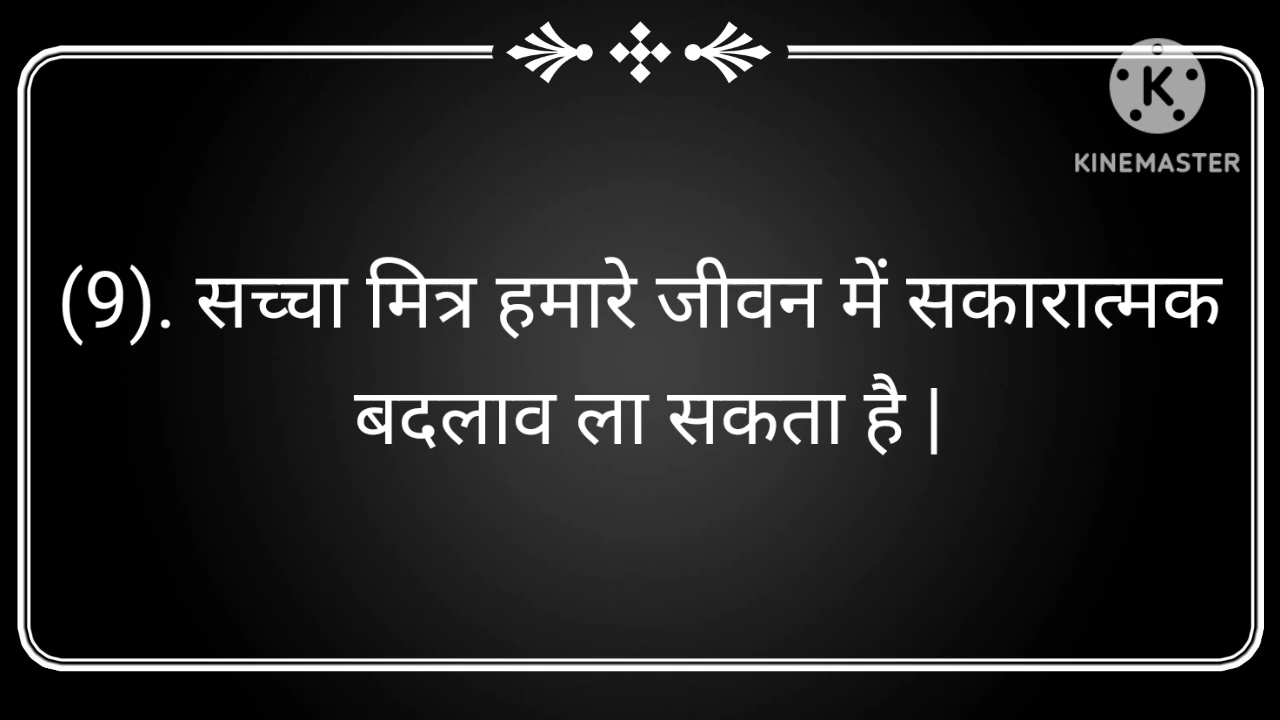 K
KINEMASTER
(9). सच्चा मित्र हमारे जीवन में सकारात्मक
बदलाव ला सकता है |